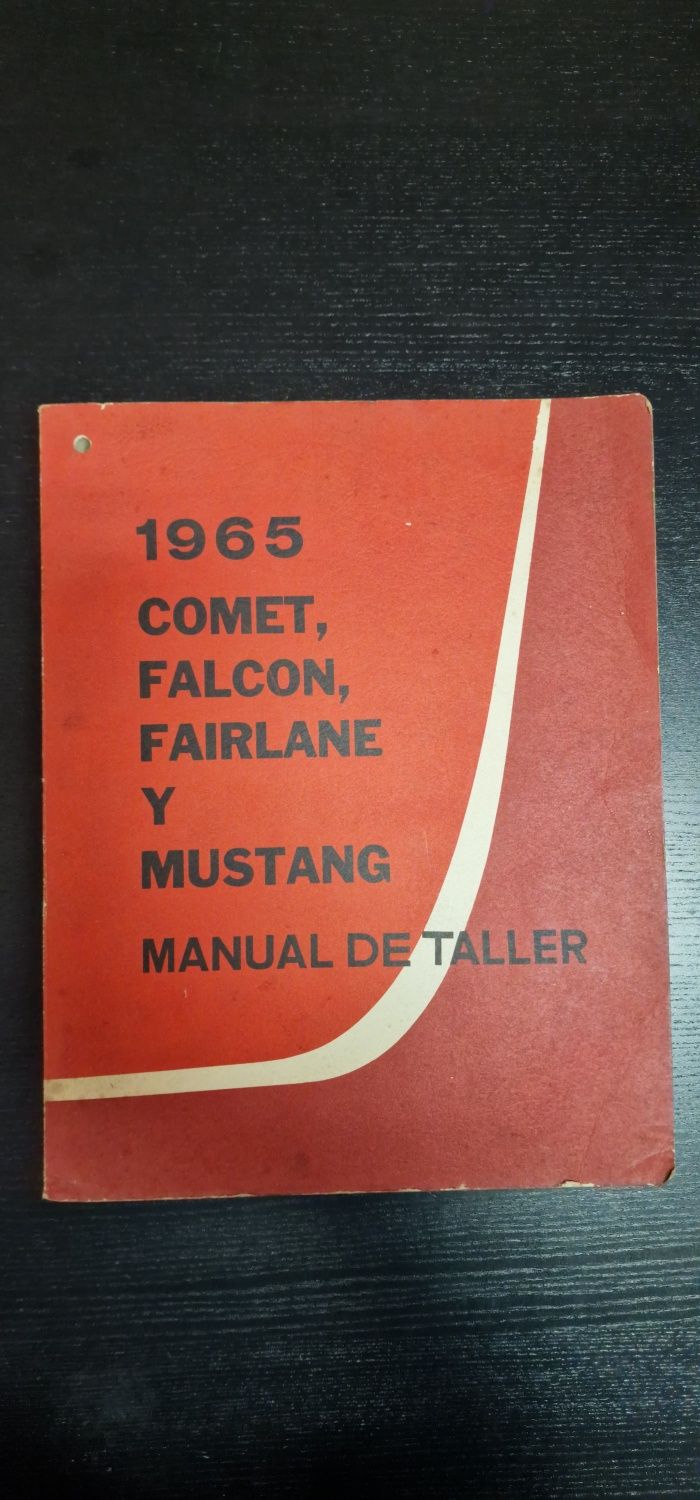 1965
COMET,
FALCON,
FAIRLANE
Y
MUSTANG
MANUAL DE TALLER